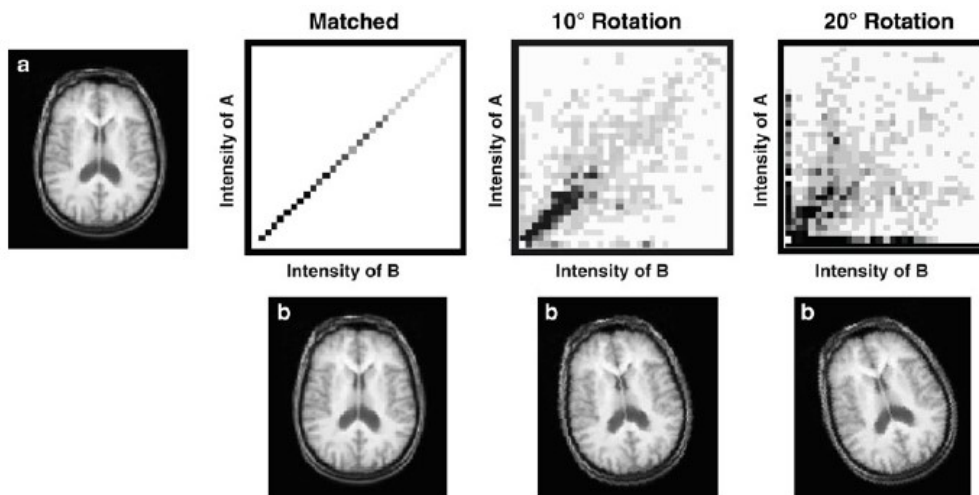 Matched
10° Rotation
20° Rotation
a
Intensity of A
Intensity of A
Intensity of A
Intensity of B
Intensity of B
Intensity of B
b
b
b